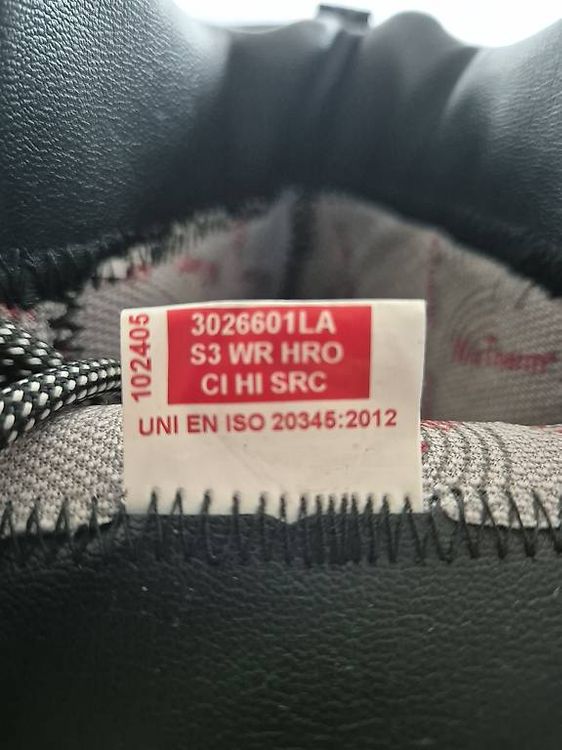 102405
3026601LA
S3 WR HRO
CI HI SRC
UNI EN ISO 20345:2012